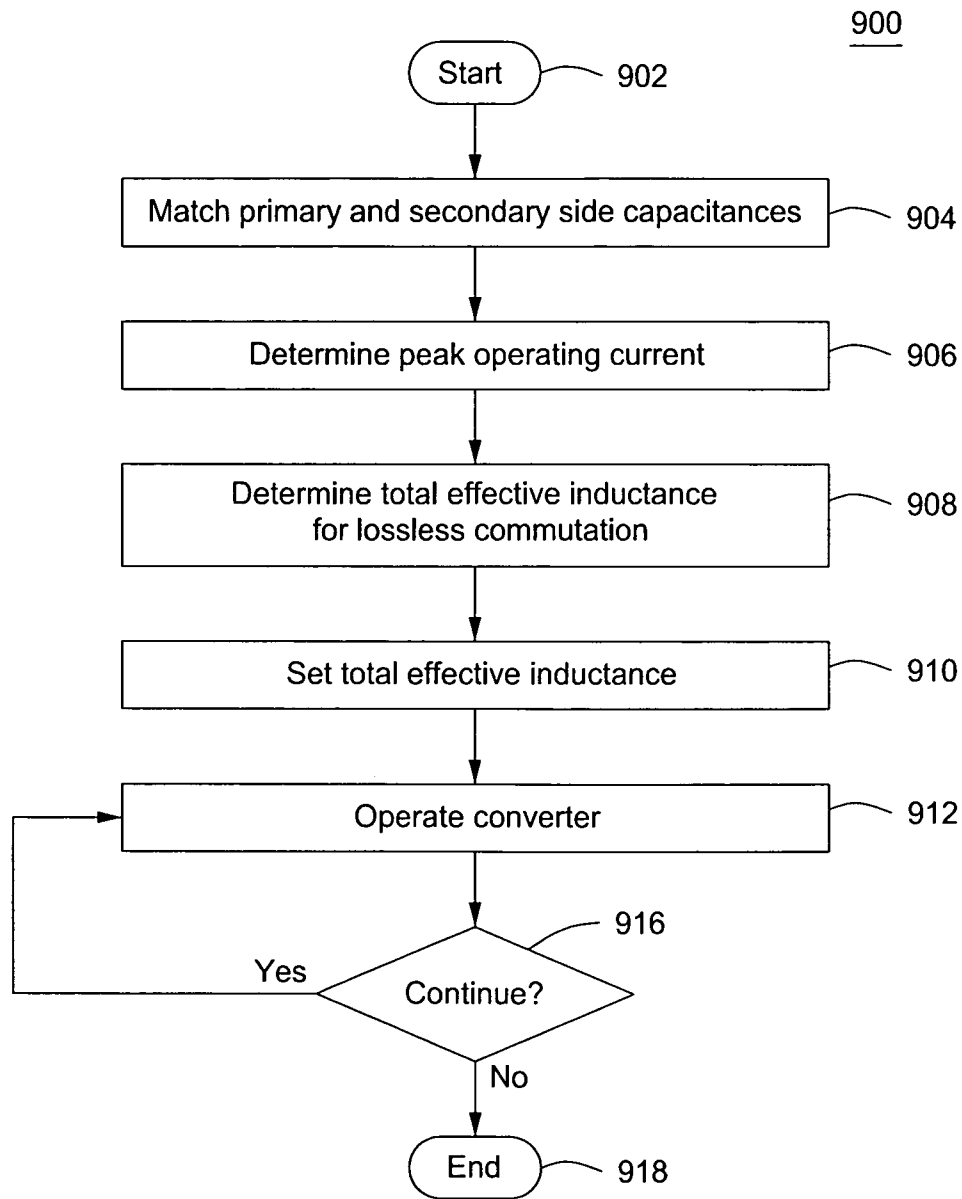 900
Start
902
Match primary and secondary side capacitances
904
Determine peak operating current
906
Determine total effective inductance
for lossless commutation
908
Set total effective inductance
910
Operate converter
912
916
Yes
Continue?
No
End
918